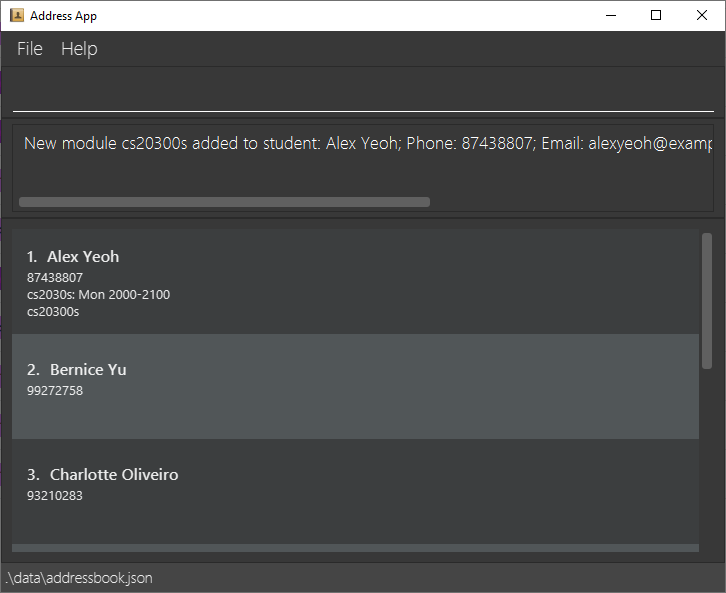 Address App
File Help
New module cs20300s added to student: Alex Yeoh; Phone: 87438807; Email: alexyeoh@examp
1. Alex Yeoh
87438807
cs2030s: Mon 2000-2100
cs20300s
2. Bernice Yu
99272758
3. Charlotte Oliveiro
93210283
.\data\addressbook.json